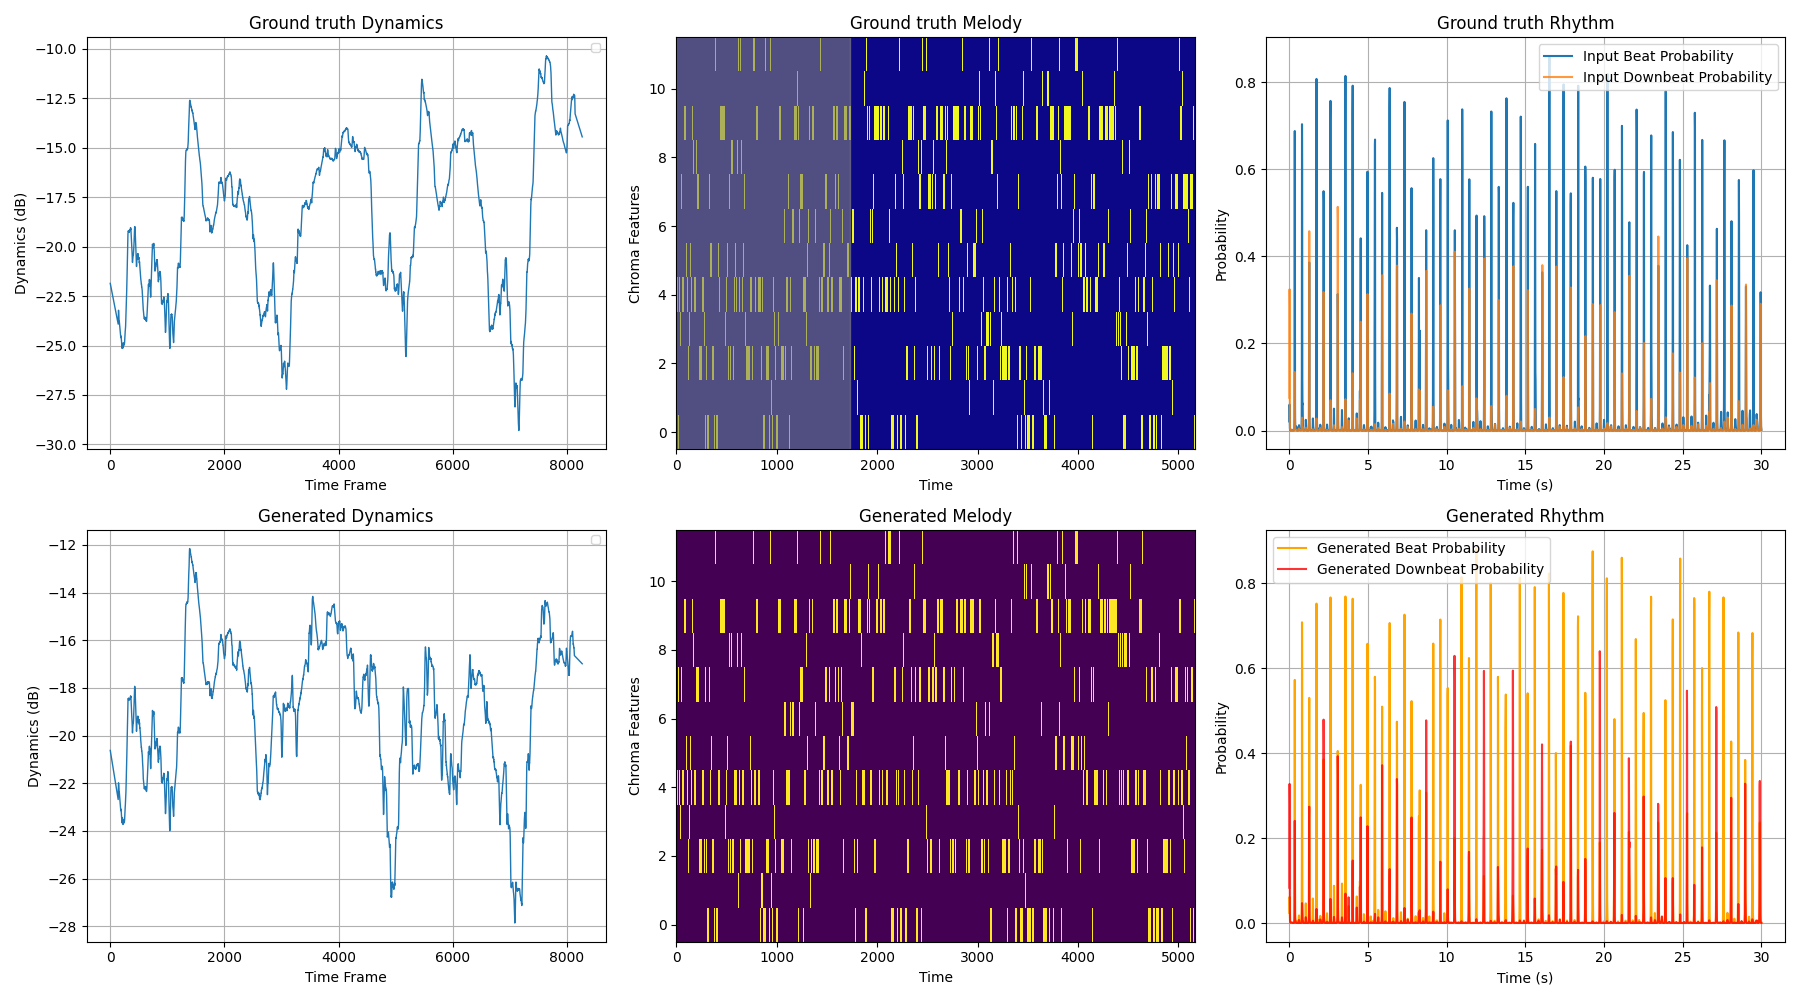 Ground truth Dynamics
−10.0
−12.5
−15.0
−17.5
−20.0
−22.5
−25.0
−27.5
−30.0
Dynamics (dB)
0 2000 4000 6000 8000
Time Frame
Ground truth Melody
10
8
6
4
2
0
Chroma Features
0 1000 2000 3000 4000 5000
Time
Ground truth Rhythm
Input Beat Probability
Input Downbeat Probability
0.8
0.6
0.4
0.2
0.0
Probability
0 5 10 15 20 25 30
Time (s)
Generated Dynamics
−12
−14
−16
−18
−20
−22
−24
−26
−28
Dynamics (dB)
0 2000 4000 6000 8000
Time Frame
Generated Melody
10
8
6
4
2
0
Chroma Features
0 1000 2000 3000 4000 5000
Time
Generated Rhythm
Generated Beat Probability
Generated Downbeat Probability
0.8
0.6
0.4
0.2
0.0
Probability
0 5 10 15 20 25 30
Time (s)